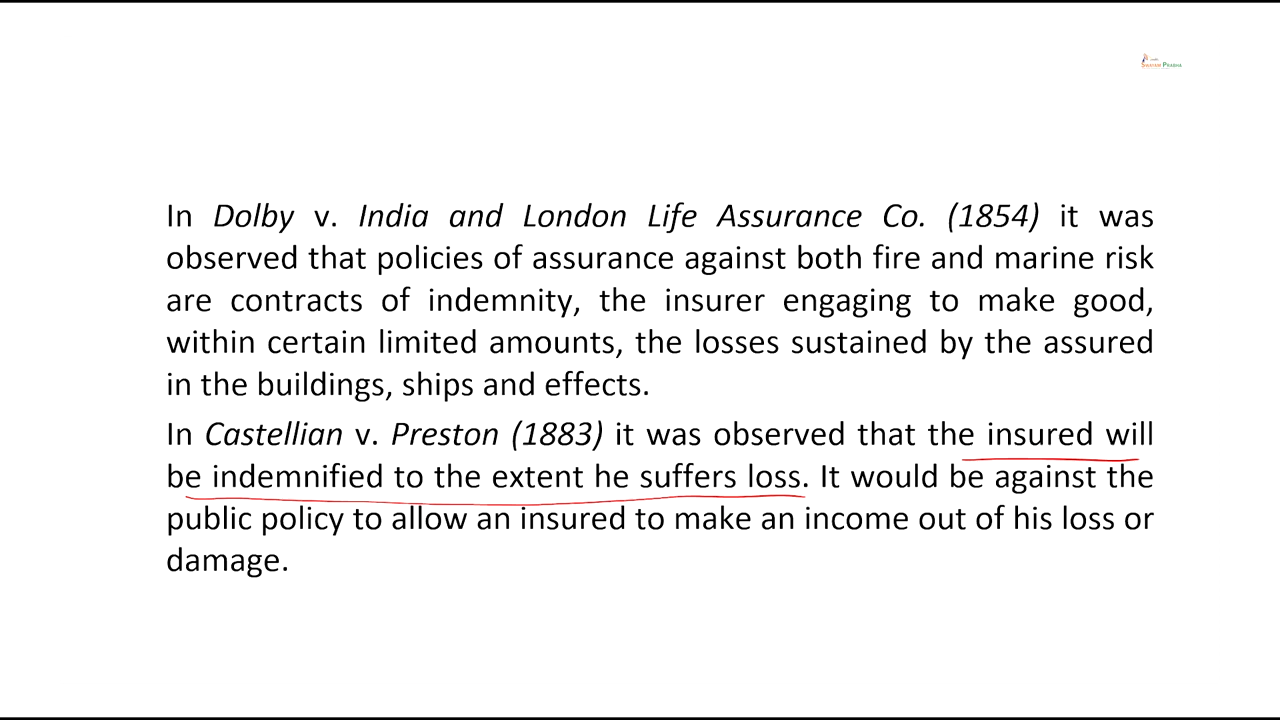 SWAYAM PRABHA
In Dolby v. India and London Life Assurance Co. (1854) it was
observed that policies of assurance against both fire and marine risk
are contracts of indemnity, the insurer engaging to make good,
within certain limited amounts, the losses sustained by the assured
in the buildings, ships and effects.
In Castellian v. Preston (1883) it was observed that the insured will
be indemnified to the extent he suffers loss. It would be against the
public policy to allow an insured to make an income out of his loss or
damage.